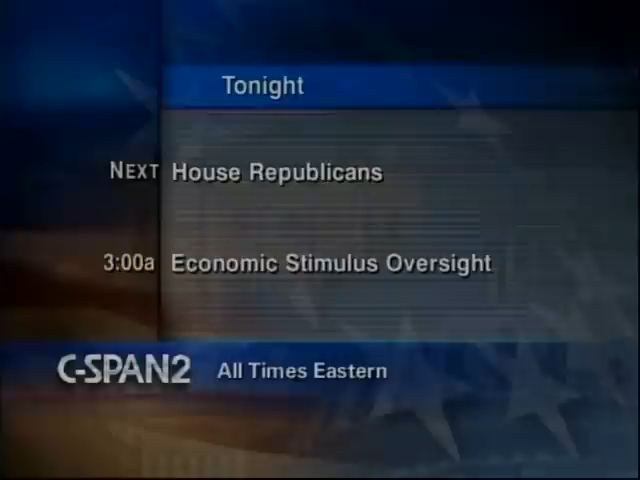 Tonight
NEXT House Republicans
3:00a Economic Stimulus Oversight
C-SPAN2 All Times Eastern